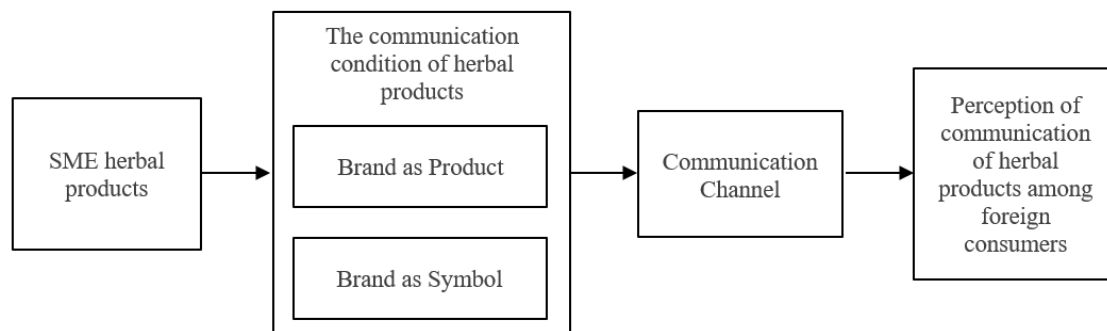 SME herbal
products
The communication
condition of herbal
products
Brand as Product
Brand as Symbol
Communication
Channel
Perception of
communication
of herbal
products among
foreign
consumers